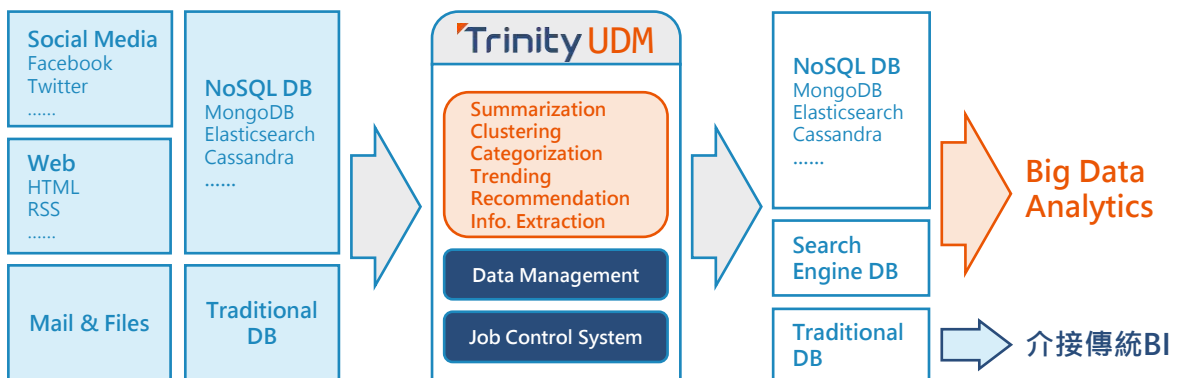 Social Media
Facebook
Twitter
......
Web
HTML
RSS
......
Mail & Files
NoSQL DB
MongoDB
Elasticsearch
Cassandra
......
Traditional
DB
Trinity UDM
Summarization
Clustering
Categorization
Trending
Recommendation
Info. Extraction
Data Management
Job Control System
NoSQL DB
MongoDB
Elasticsearch
Cassandra
......
Search
Engine DB
Traditional
DB
Big Data
Analytics
介接傳統BI